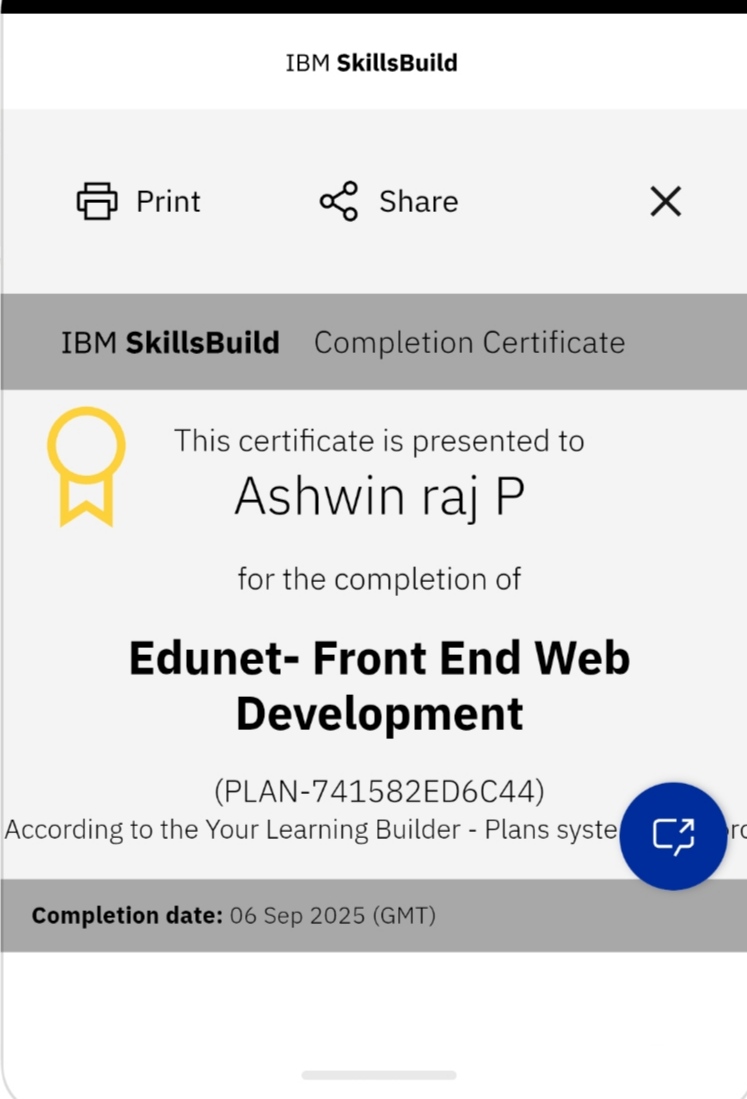 IBM SkillsBuild
Print Share
IBM SkillsBuild Completion Certificate
This certificate is presented to
Ashwin raj P
for the completion of
Edunet- Front End Web
Development
(PLAN-741582ED6C44)
According to the Your Learning Builder - Plans
Completion date: 06 Sep 2025 (GMT)